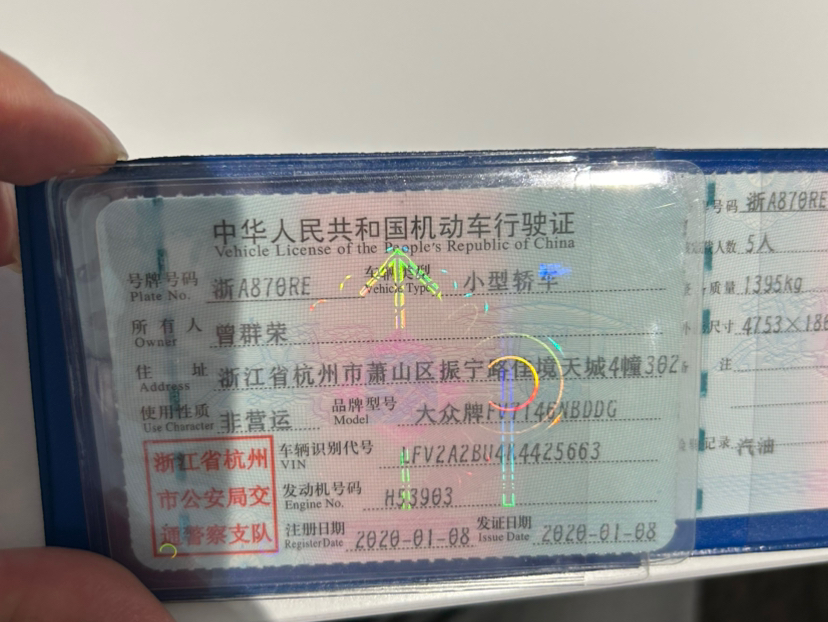 中华人民共和国机动车行驶证
Vehicle License of the People's Republic of China
号牌号码 浙A870RE 车辆类型 小型轿车
Plate No. Vehicle Type
所有人 曾群荣
Owner
住址 浙江省杭州市萧山区振宁路佳境天城4幢302
Address
使用性质 非营运 品牌型号 大众牌
Use Character Model
浙江省杭州
市公安局交
通警察支队
车辆识别代号
VIN
发动机号码
Engine No.
注册日期 2020-01-08 发证日期 2020-01-08
Register Date Issue Date
号码 浙A870RE
人数 5人
质量 1395kg
尺寸 4753×18
注
记录 汽油